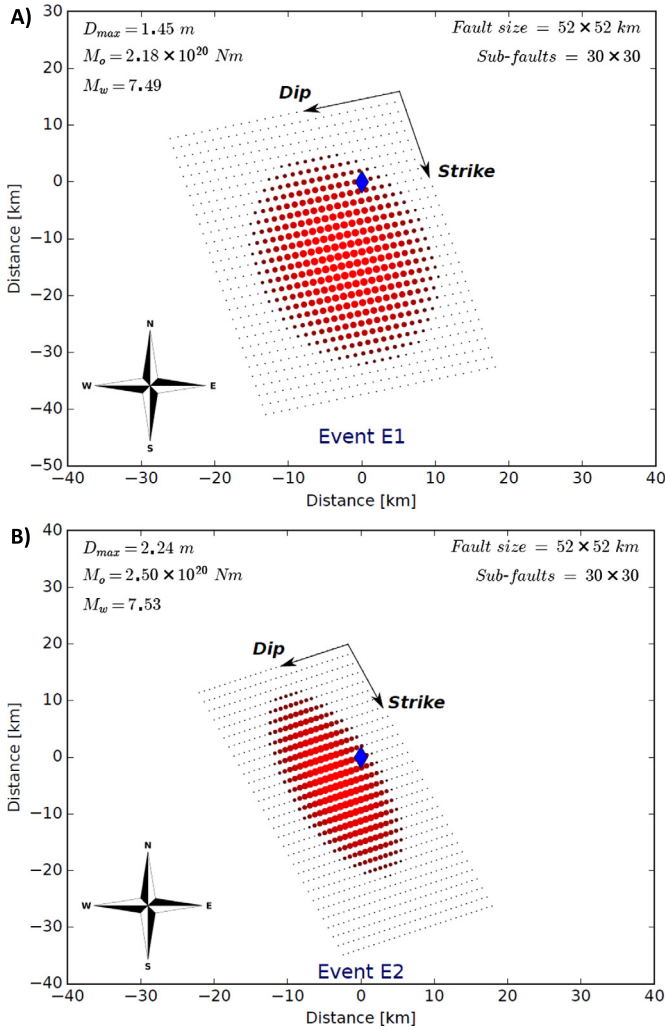 A)
D_max = 1.45 m
M_o = 2.18 × 10^20 Nm
M_w = 7.49
Fault size = 52 × 52 km
Sub-faults = 30 × 30
Dip
Strike
Distance [km]
30
20
10
0
−10
−20
−30
−40
−50
N
W
E
S
Event E1
−40
−30
−20
−10
0
10
20
30
40
Distance [km]
B)
D_max = 2.24 m
M_o = 2.50 × 10^20 Nm
M_w = 7.53
Fault size = 52 × 52 km
Sub-faults = 30 × 30
Dip
Strike
Distance [km]
40
30
20
10
0
−10
−20
−30
−40
N
W
E
S
Event E2
−40
−30
−20
−10
0
10
20
30
40
Distance [km]